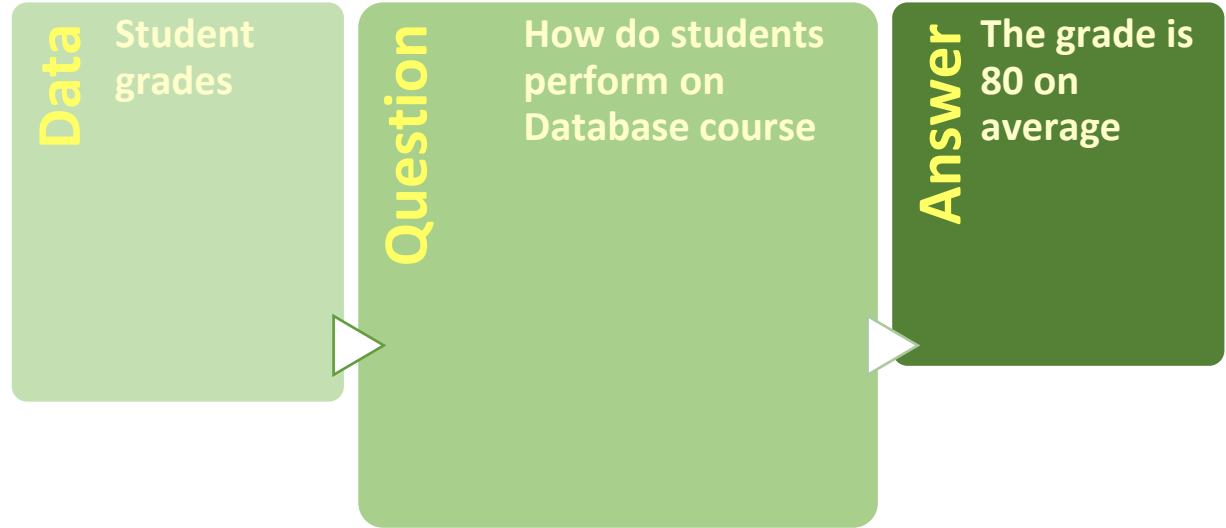 Data
Student
grades
Question
How do students
perform on
Database course
Answer
The grade is
80 on
average